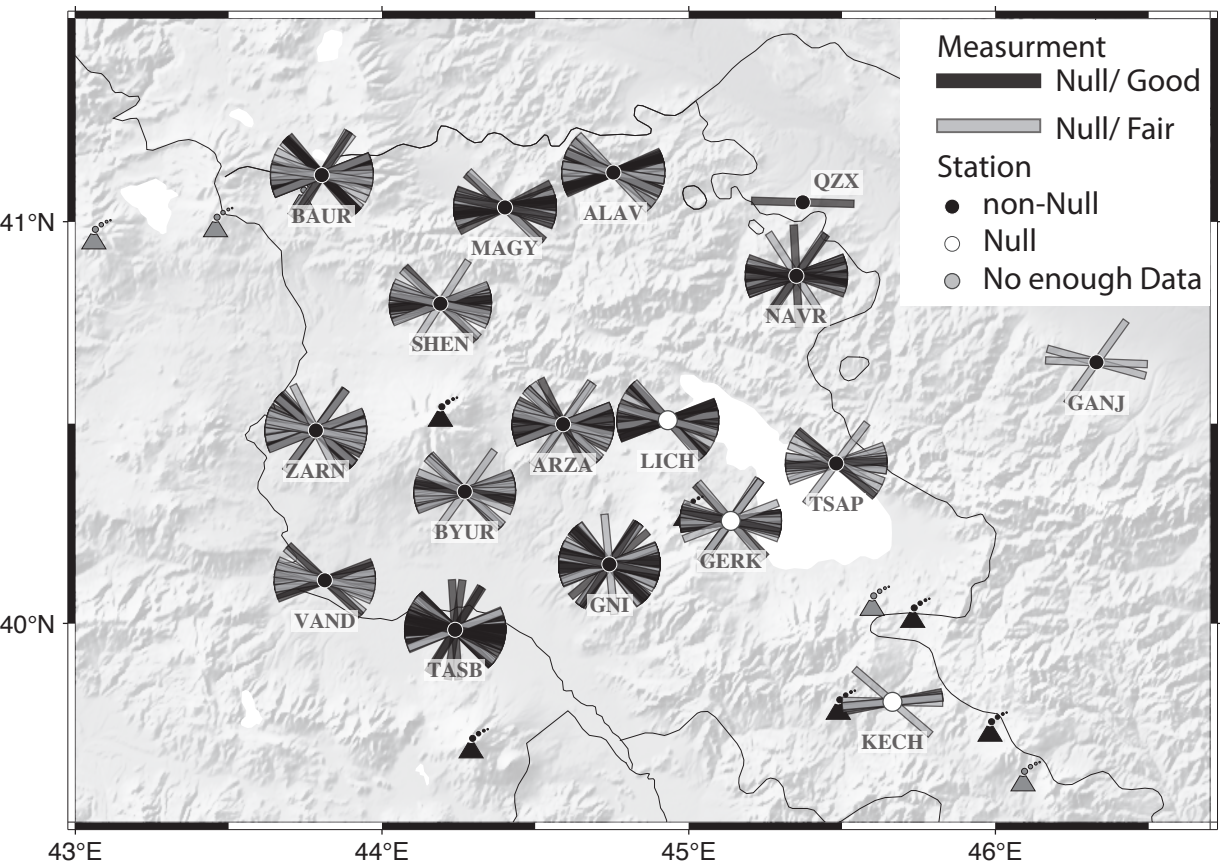 Measurment
Null/ Good
Null/ Fair
Station
non-Null
Null
No enough Data
QZX
BAUR
ALAV
41°N
MAGY
NAVR
SHEN
GANJ
ZARN
ARZA
LICH
TSAP
BYUR
GERK
GNI
VAND
40°N
TASB
KECH
43°E
44°E
45°E
46°E